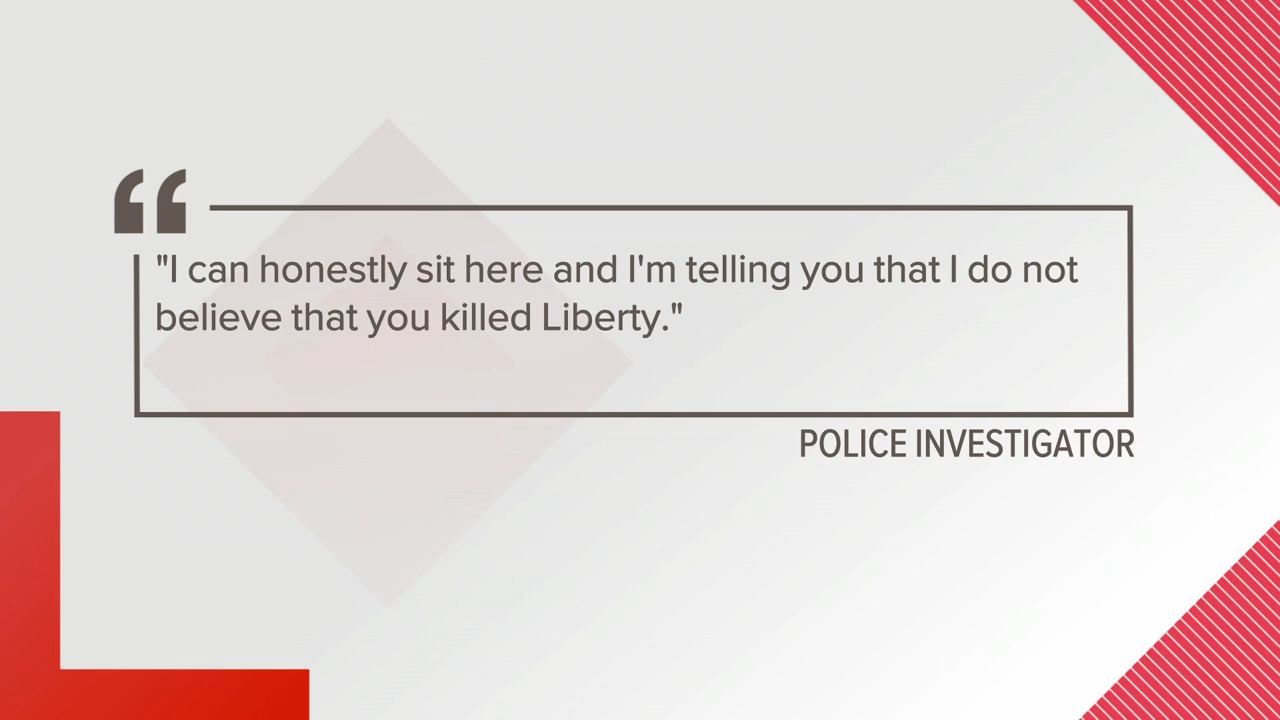 "I can honestly sit here and I'm telling you that I do not
believe that you killed Liberty."
POLICE INVESTIGATOR